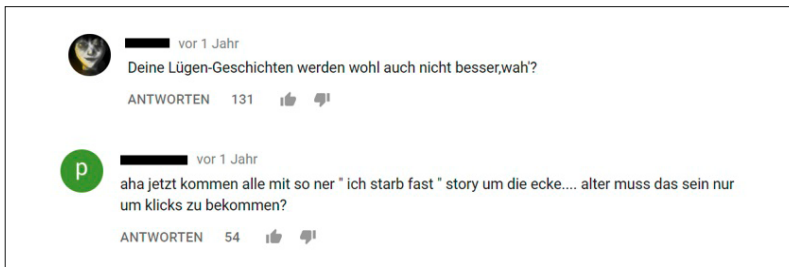 vor 1 Jahr
Deine Lügen-Geschichten werden wohl auch nicht besser,wah'?
ANTWORTEN 131
p
vor 1 Jahr
aha jetzt kommen alle mit so ner " ich starb fast " story um die ecke.... alter muss das sein nur
um klicks zu bekommen?
ANTWORTEN 54